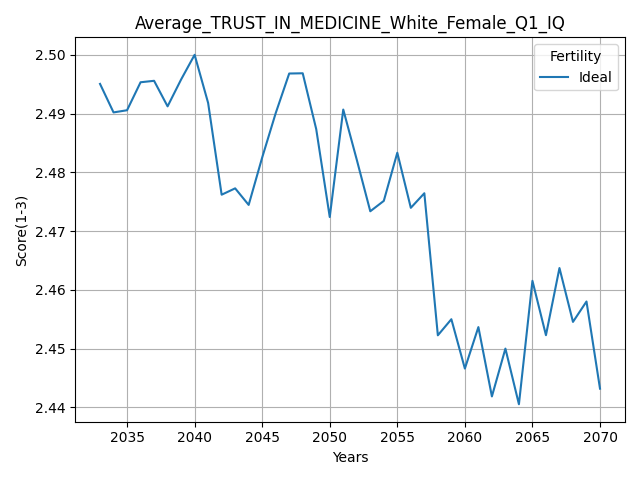 Average_TRUST_IN_MEDICINE_White_Female_Q1_IQ
Fertility
Ideal
Score(1-3)
2.50
2.49
2.48
2.47
2.46
2.45
2.44
2035 2040 2045 2050 2055 2060 2065 2070
Years